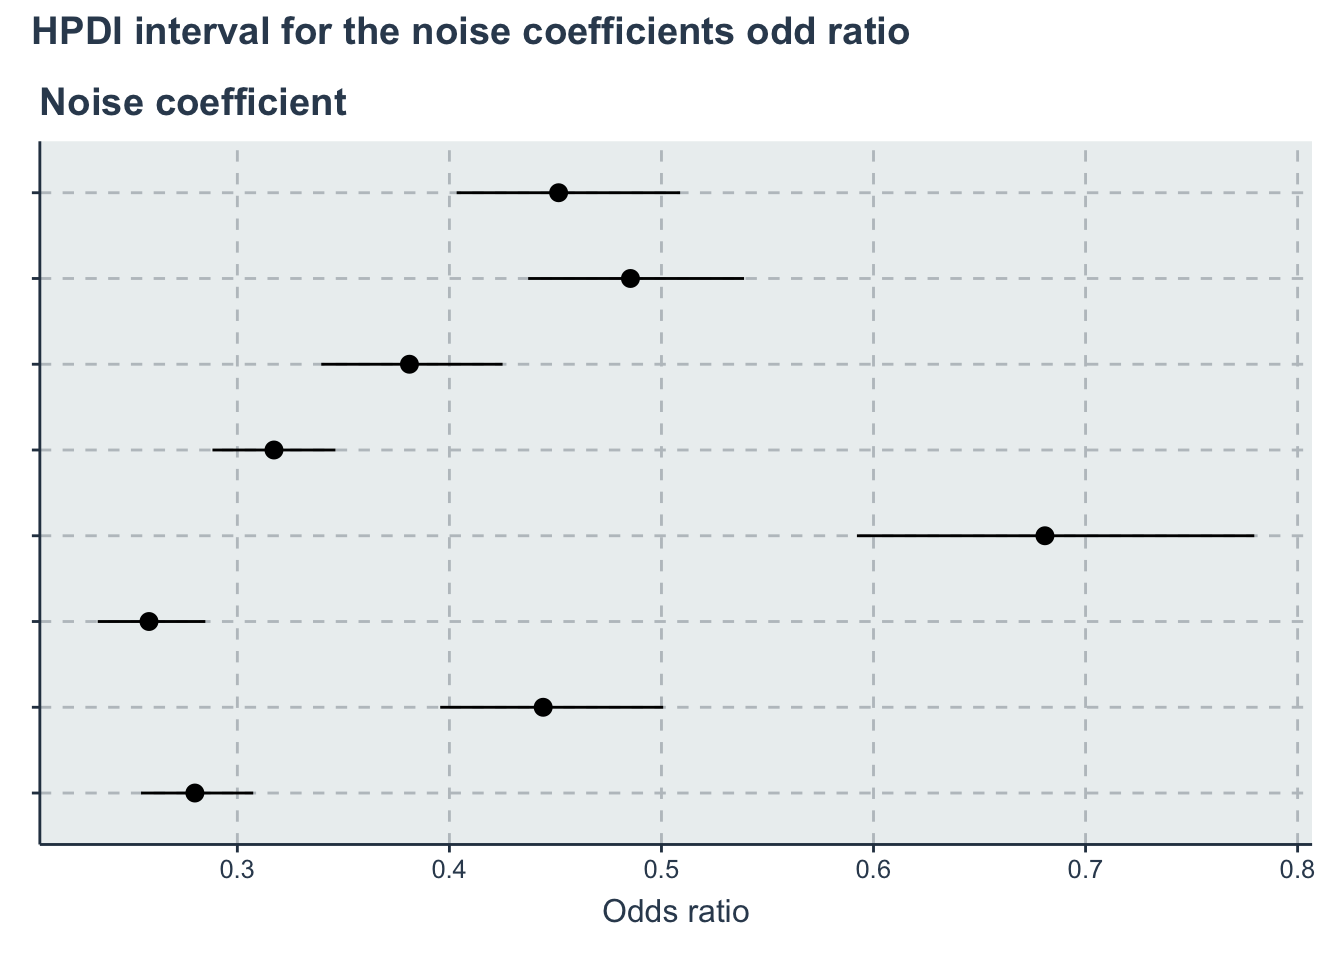 HPDI interval for the noise coefficients odd ratio
Noise coefficient
0.3 0.4 0.5 0.6 0.7 0.8
Odds ratio